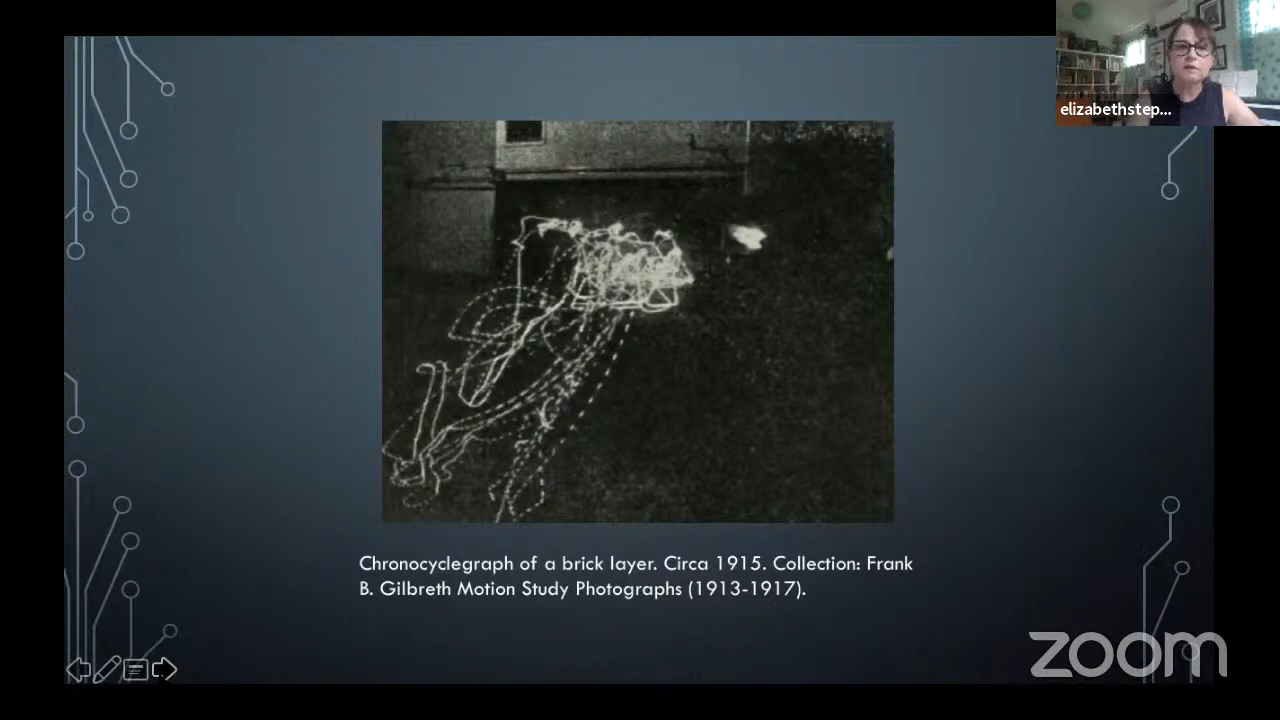 elizabethstep...
Chronocyclegraph of a brick layer. Circa 1915. Collection: Frank
B. Gilbreth Motion Study Photographs (1913-1917).
zoom